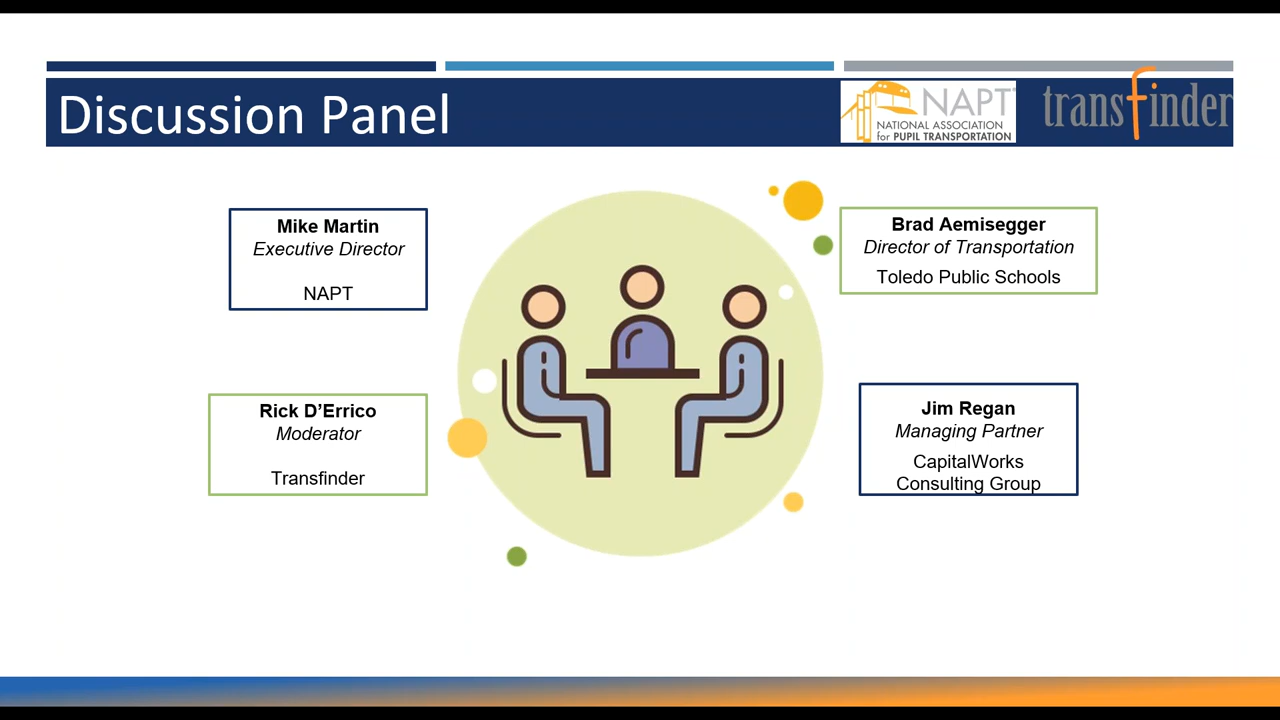 Discussion Panel
NAPT
NATIONAL ASSOCIATION
for PUPIL TRANSPORTATION
transfinder
Mike Martin
Executive Director
NAPT
Brad Aemisegger
Director of Transportation
Toledo Public Schools
Rick D’Errico
Moderator
Transfinder
Jim Regan
Managing Partner
CapitalWorks
Consulting Group